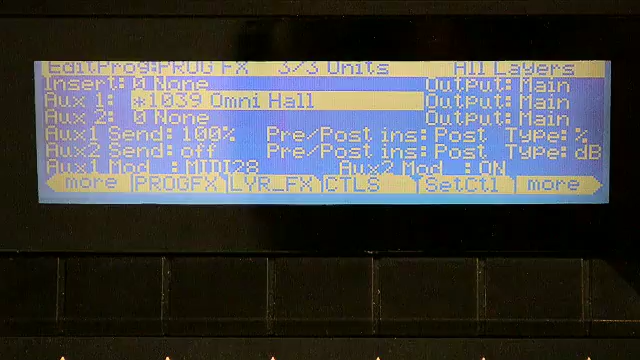 EditProg:PROG FX 3/3 Units All Layers
Insert: 0 None Output: Main
Aux 1: *1039 Omni Hall Output: Main
Aux 2: 0 None Output: Main
Aux1 Send: 100% Pre/Post ins: Post Type: %
Aux2 Send: off Pre/Post ins: Post Type: dB
Aux1 Mod : MIDI28 Aux2 Mod : ON
more PROGFX LYR_FX CTLS SetCtl more